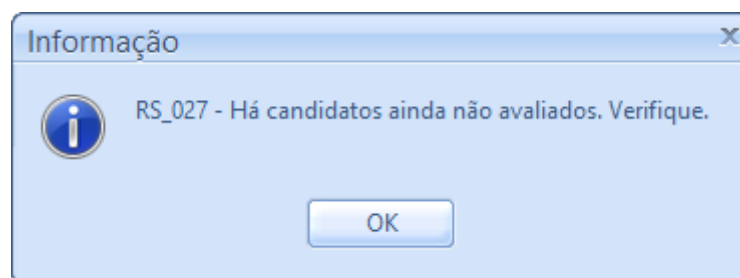 Informação
x
RS_027 - Há candidatos ainda não avaliados. Verifique.
OK